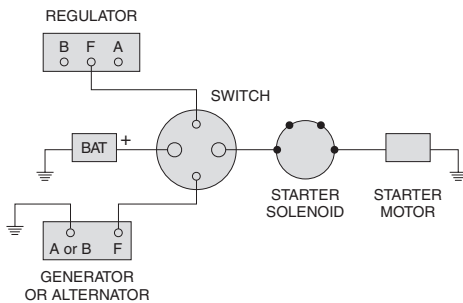 REGULATOR
B F A
SWITCH
BAT +
STARTER
SOLENOID
STARTER
MOTOR
A or B F
GENERATOR
OR ALTERNATOR